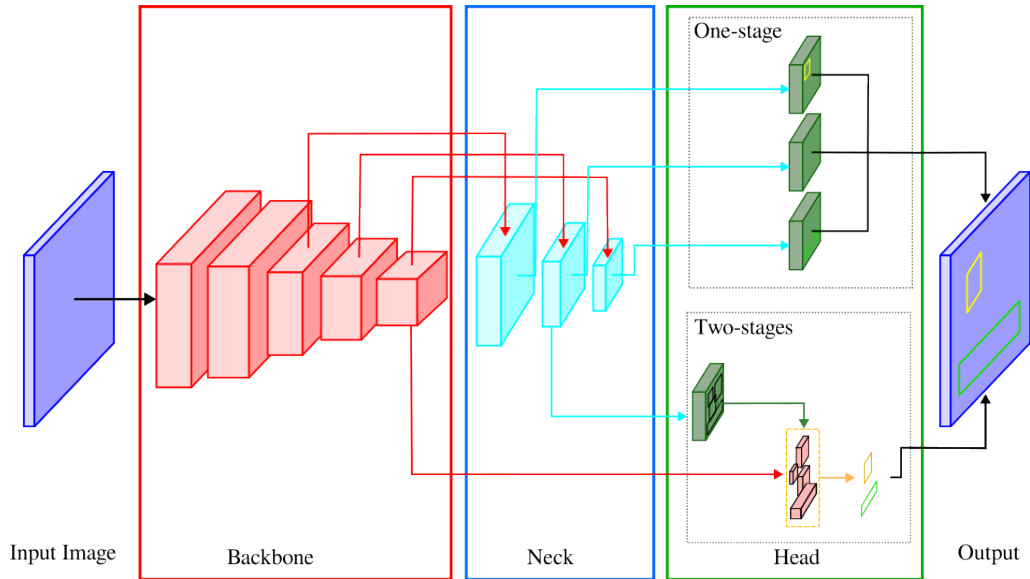 One-stage
Two-stages
Input Image
Backbone
Neck
Head
Output